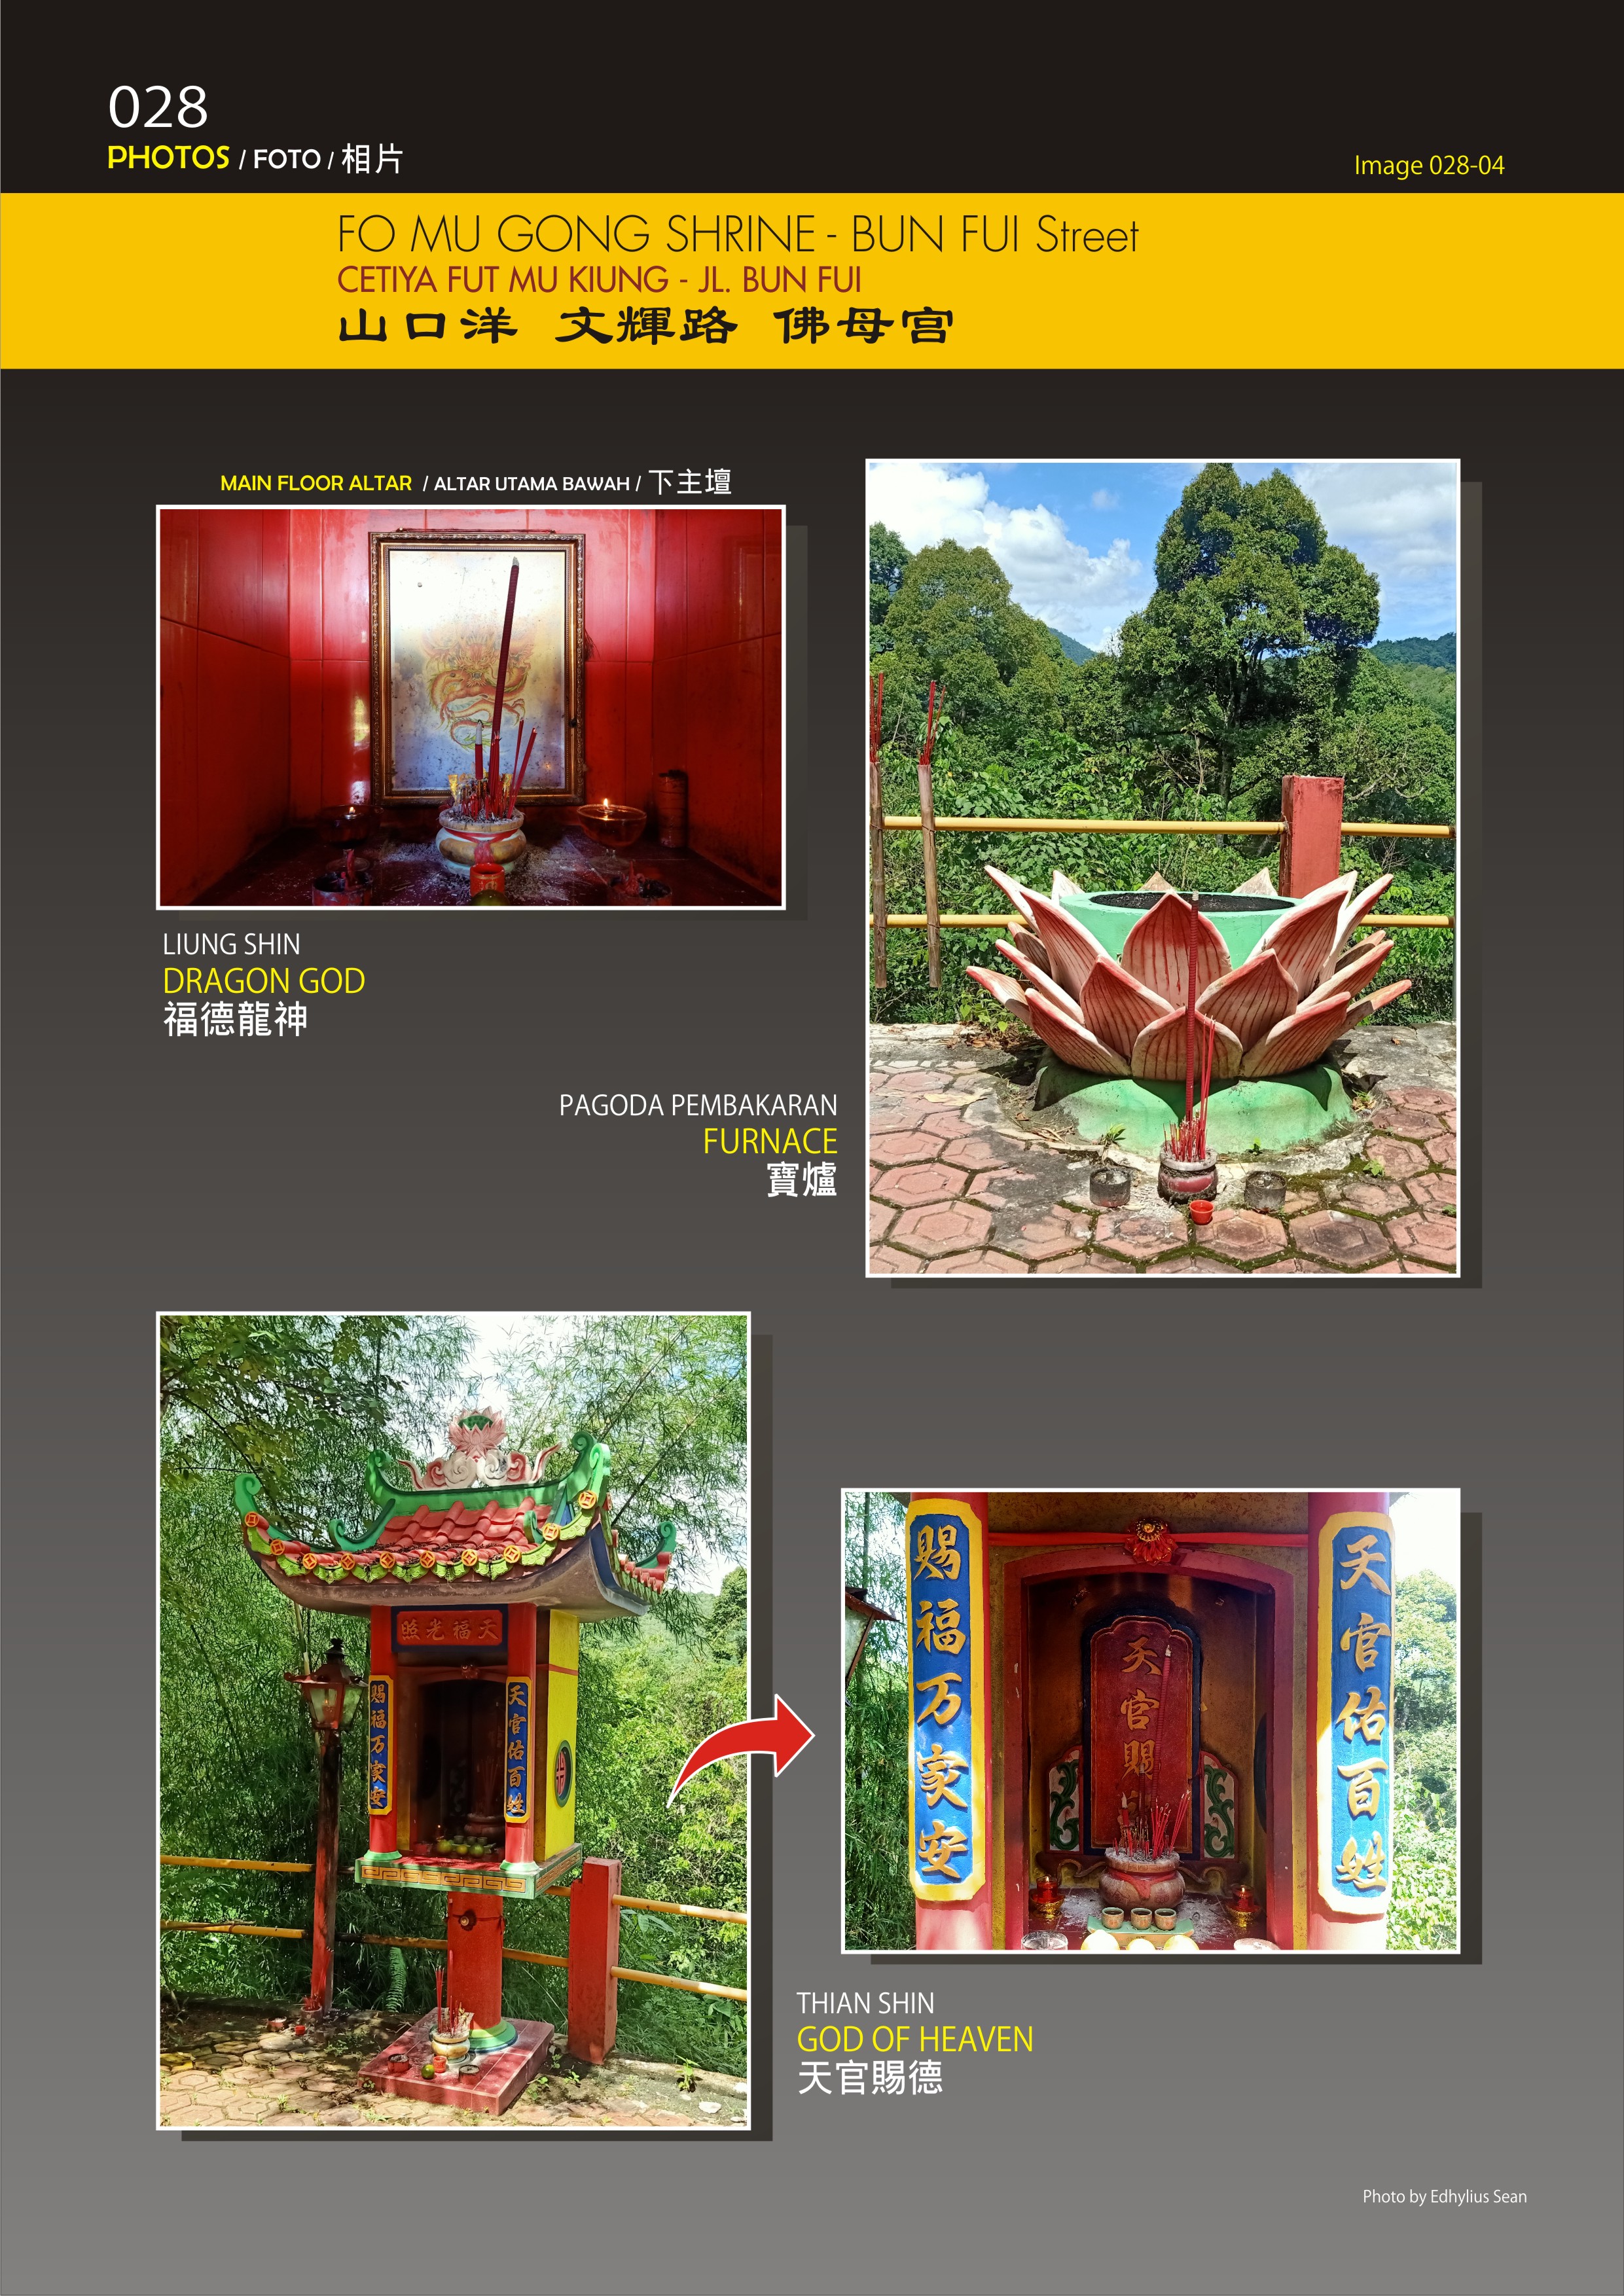 028
PHOTOS / FOTO / 相片
Image 028-04
FO MU GONG SHRINE - BUN FUI Street
CETIYA FUT MU KIUNG - JL. BUN FUI
山口洋 文輝路 佛母宮
MAIN FLOOR ALTAR / ALTAR UTAMA BAWAH / 下主壇
LIUNG SHIN
DRAGON GOD
福德龍神
PAGODA PEMBAKARAN
FURNACE
寶爐
照光福天
天官佑百姓
賜福万家安
天官佑百姓
天官賜
賜福万家安
THIAN SHIN
GOD OF HEAVEN
天官賜德
Photo by Edhylius Sean